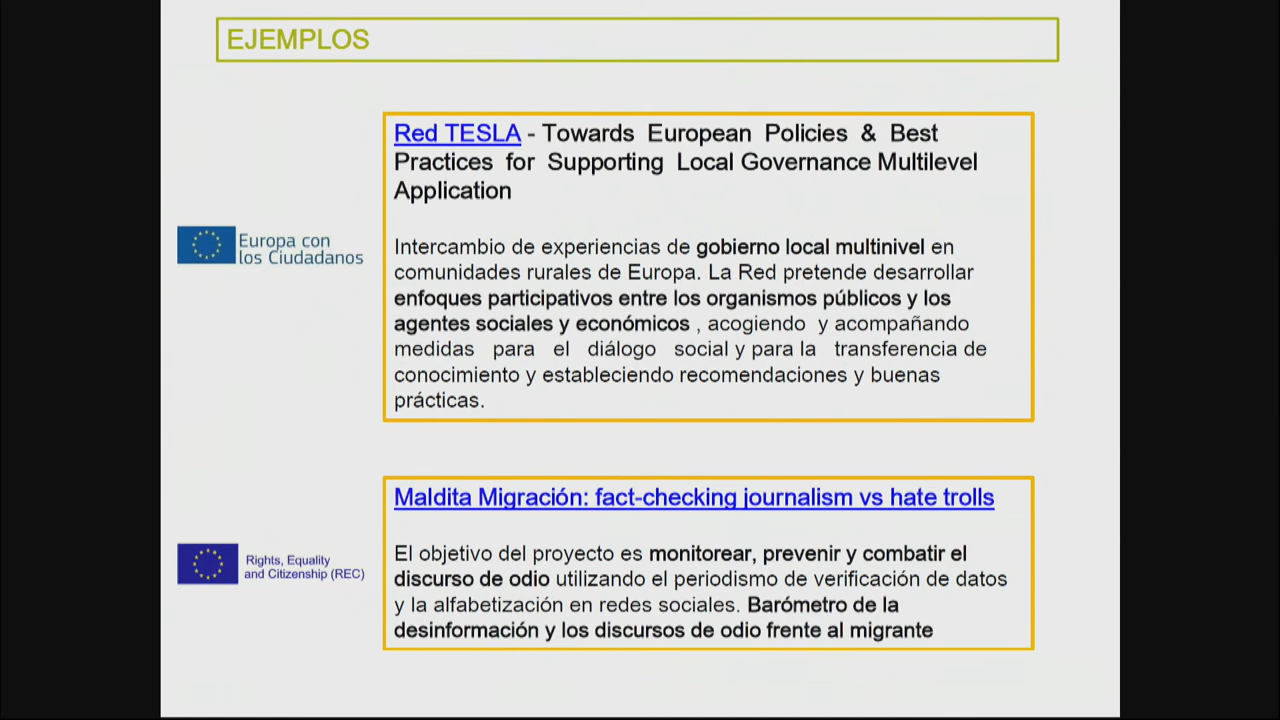 EJEMPLOS
Red TESLA - Towards European Policies & Best
Practices for Supporting Local Governance Multilevel
Application
Europa con
los Ciudadanos
Intercambio de experiencias de gobierno local multinivel en
comunidades rurales de Europa. La Red pretende desarrollar
enfoques participativos entre los organismos públicos y los
agentes sociales y económicos , acogiendo y acompañando
medidas para el diálogo social y para la transferencia de
conocimiento y estableciendo recomendaciones y buenas
prácticas.
Maldita Migración: fact-checking journalism vs hate trolls
Rights, Equality
and Citizenship (REC)
El objetivo del proyecto es monitorear, prevenir y combatir el
discurso de odio utilizando el periodismo de verificación de datos
y la alfabetización en redes sociales. Barómetro de la
desinformación y los discursos de odio frente al migrante